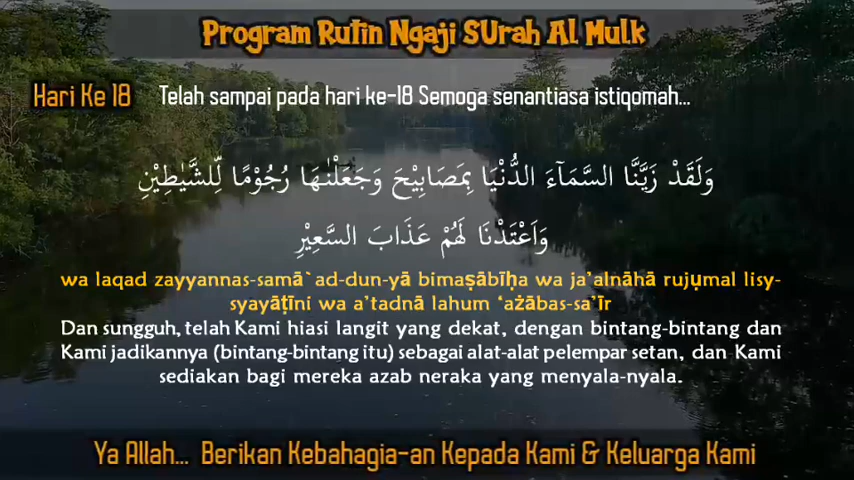 Program Rutin Ngaji SUrah Al Mulk
Hari Ke 18
Telah sampai pada hari ke-18 Semoga senantiasa istiqomah...
وَلَقَدْ زَيَّنَّا السَّمَاۤءَ الدُّنْيَا بِمَصَابِيْحَ وَجَعَلْنٰهَا رُجُوْمًا لِّلشَّيٰطِيْنِ
وَاَعْتَدْنَا لَهُمْ عَذَابَ السَّعِيْرِ
wa laqad zayyannas-samā`ad-dun-yā bimaṣābīḥa wa ja’alnāhā rujụmal lisy-
syayāṭīni wa a’tadnā lahum ‘ażābas-sa’īr
Dan sungguh, telah Kami hiasi langit yang dekat, dengan bintang-bintang dan
Kami jadikannya (bintang-bintang itu) sebagai alat-alat pelempar setan, dan Kami
sediakan bagi mereka azab neraka yang menyala-nyala.
Ya Allah... Berikan Kebahagia-an Kepada Kami & Keluarga Kami